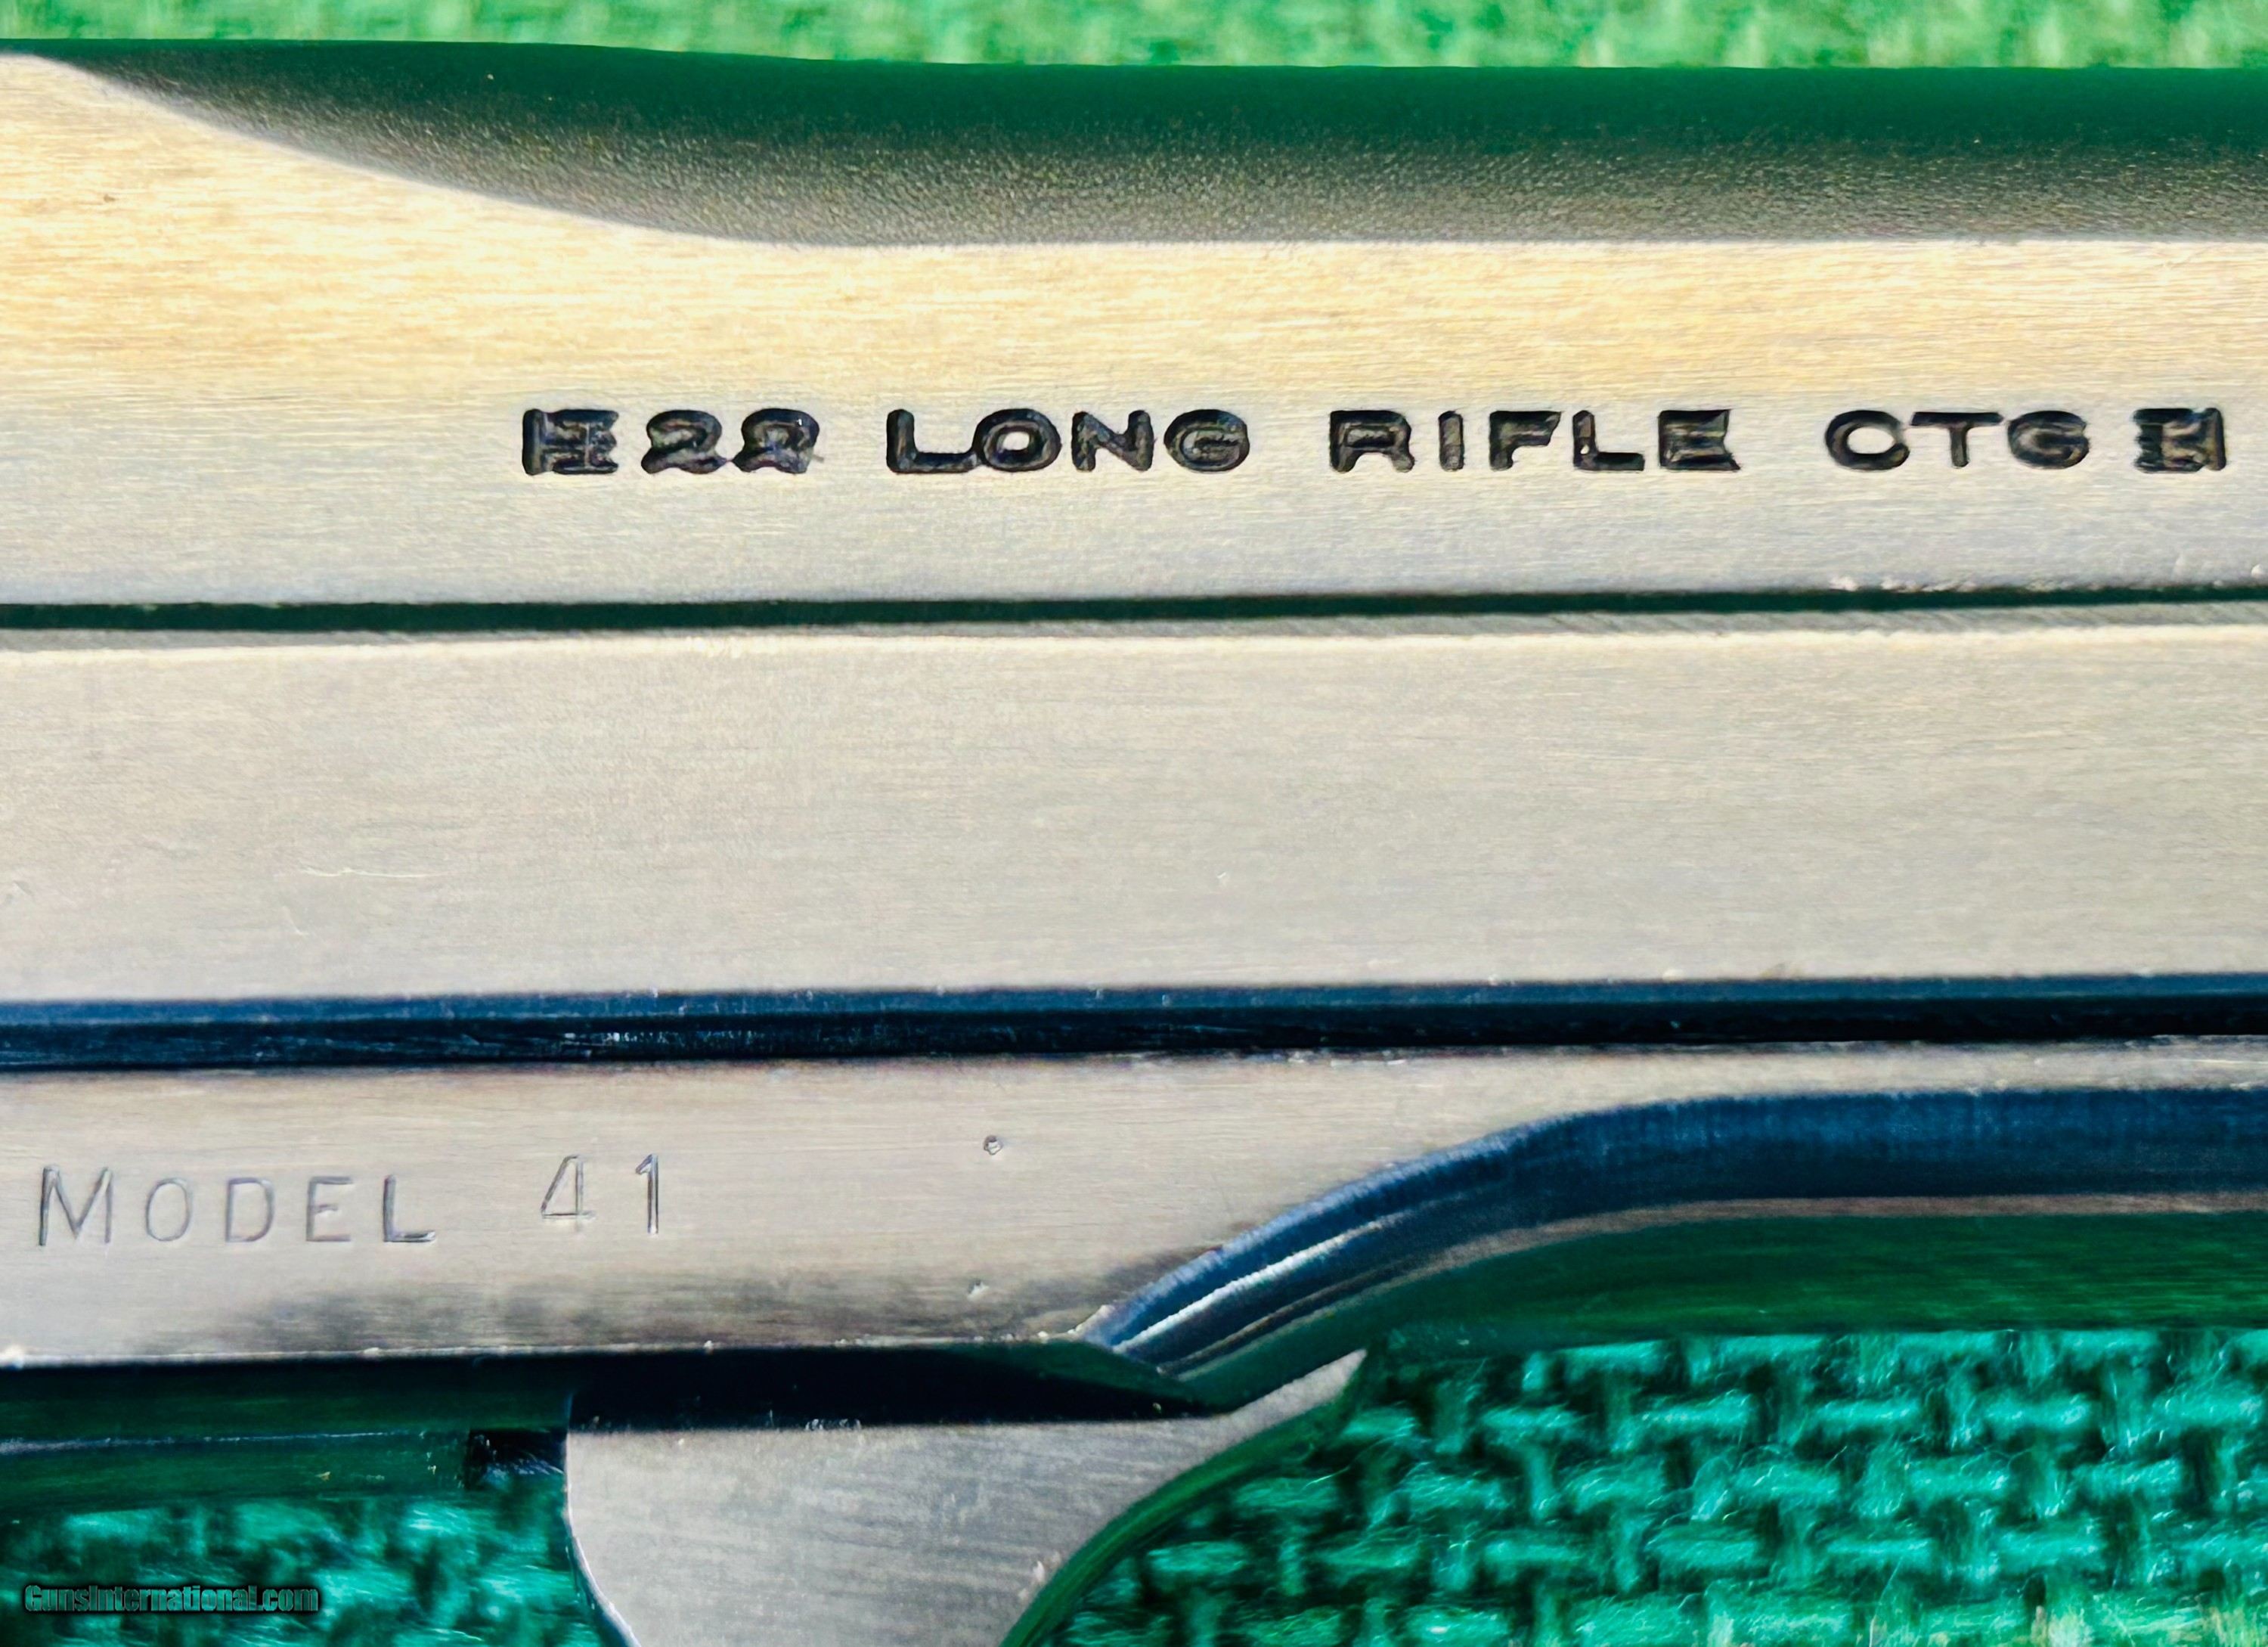 22 LONG RIFLE CTG
MODEL 41
GunsInternational.com